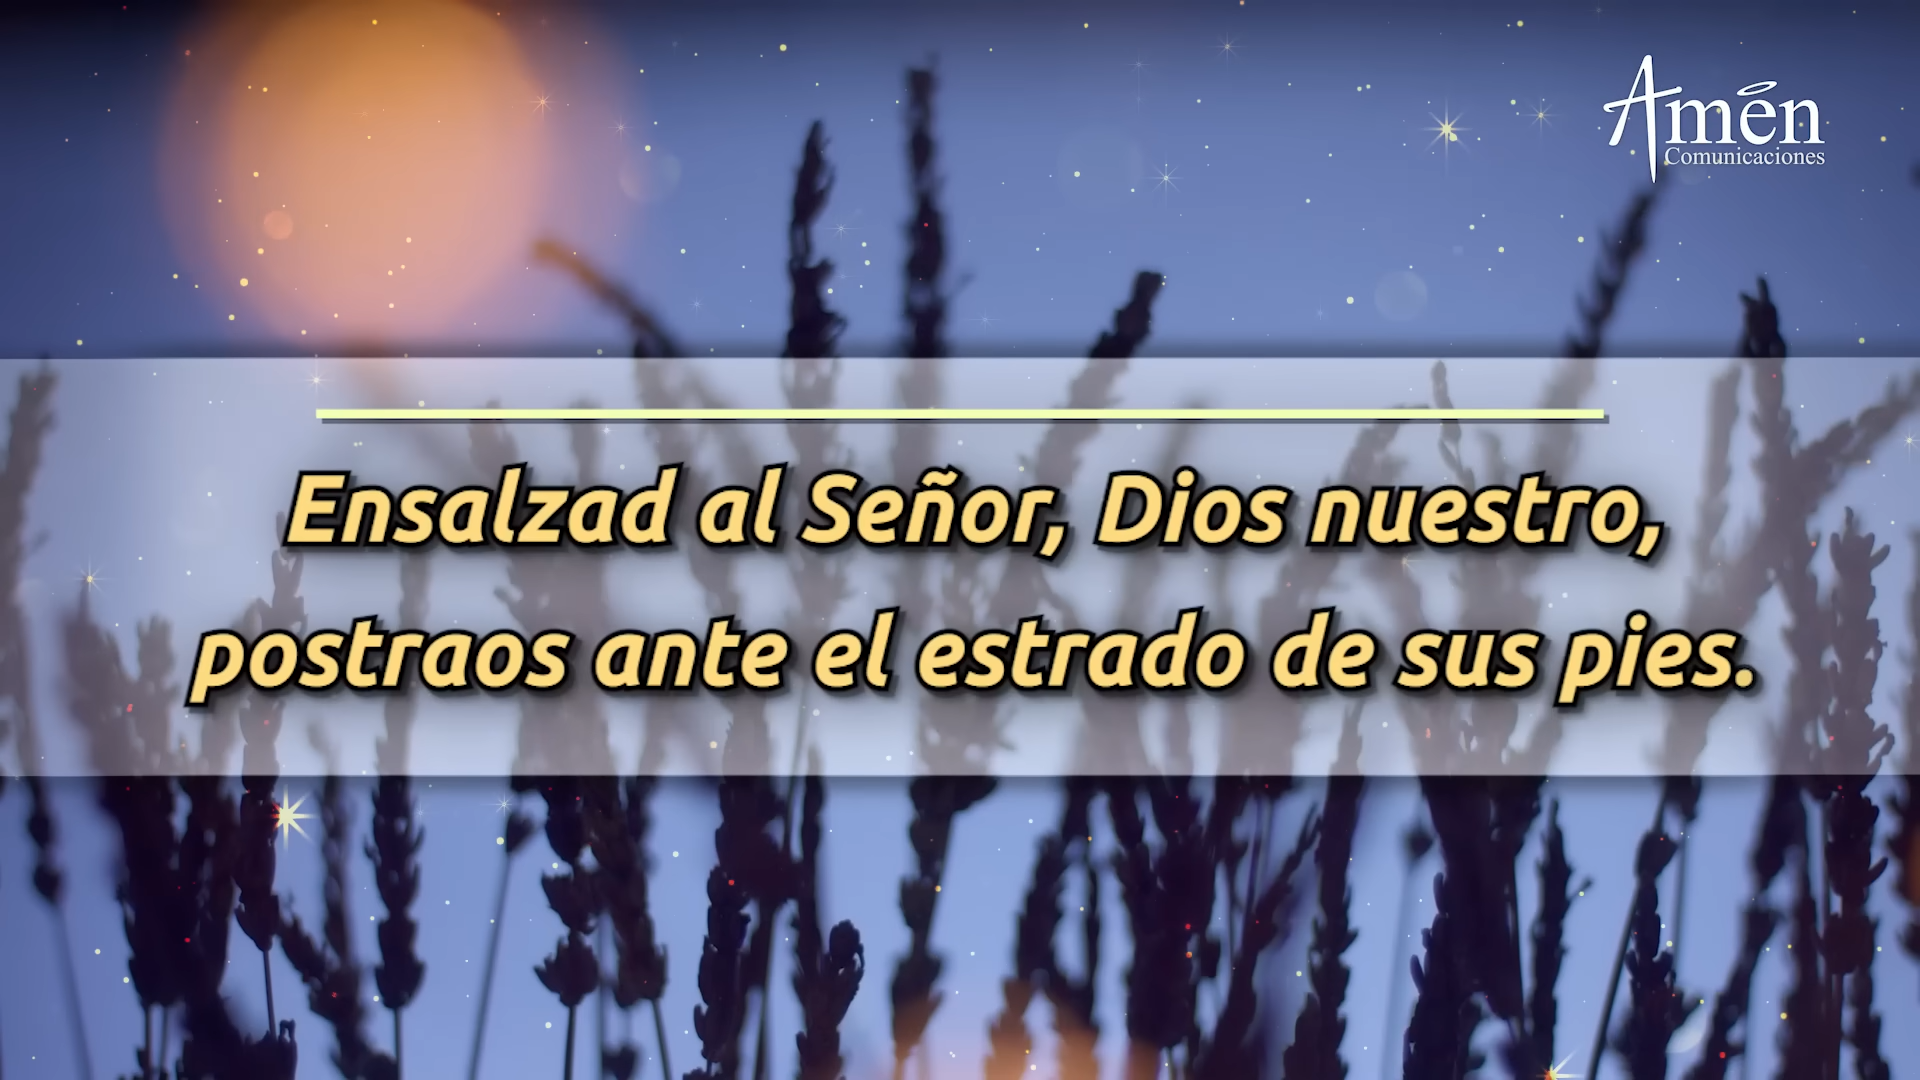 Amén
Comunicaciones
Ensalzad al Señor, Dios nuestro,
postraos ante el estrado de sus pies.